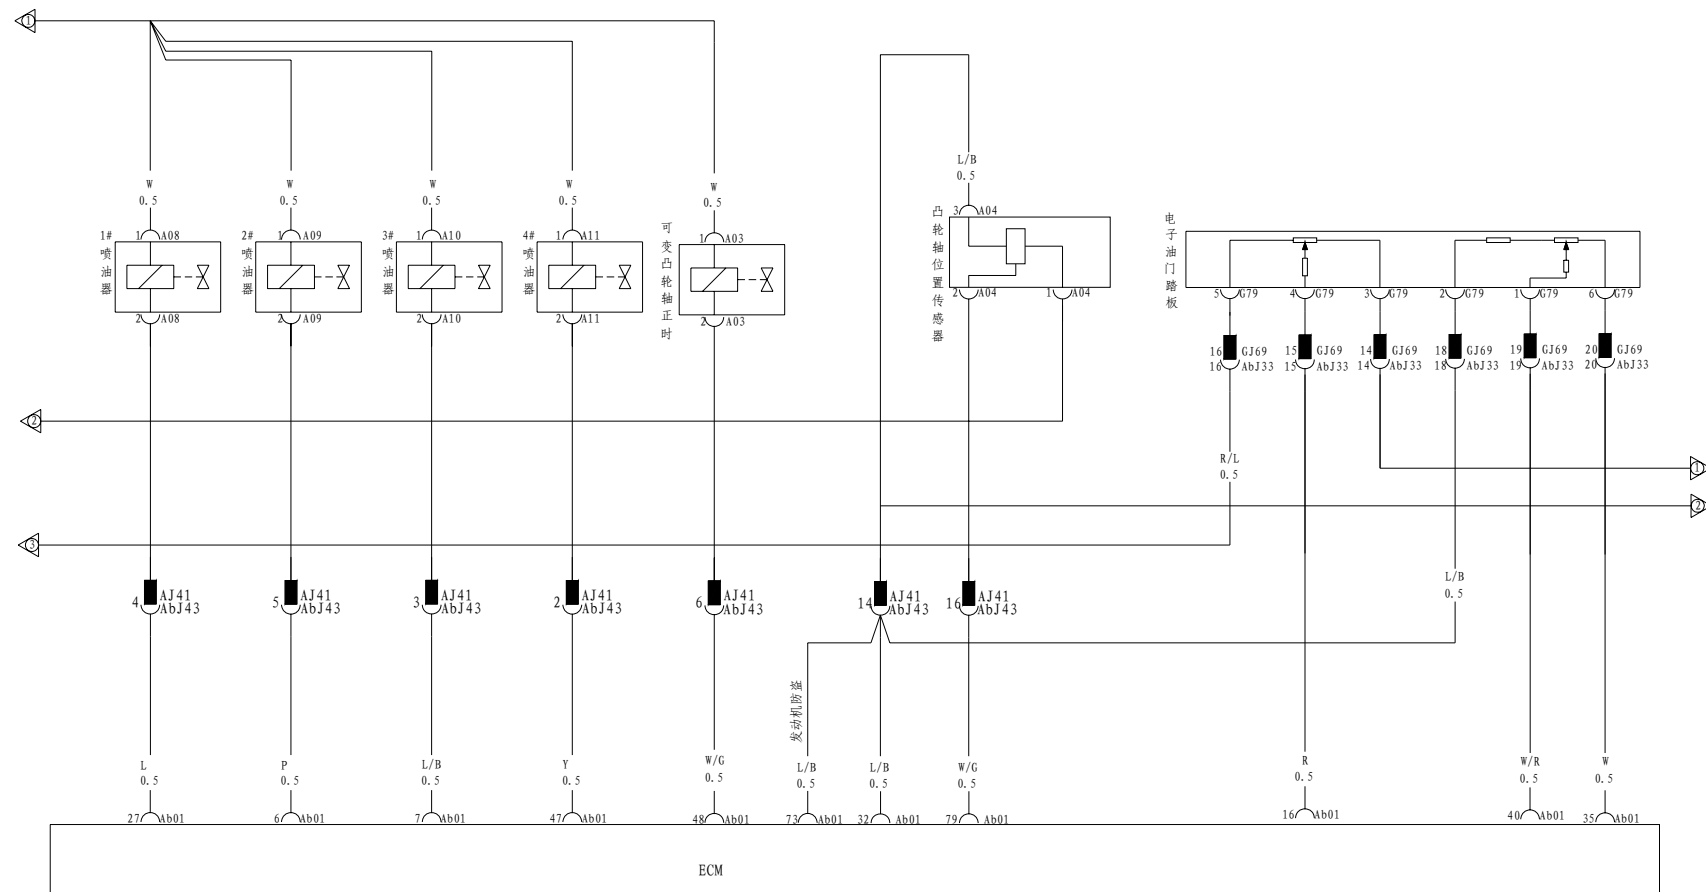 1
L/B
0.5
W
0.5
W
0.5
W
0.5
W
0.5
W
0.5
1#喷油器
1 A08
2 A08
2#喷油器
1 A09
2 A09
3#喷油器
1 A10
2 A10
4#喷油器
1 A11
2 A11
可变凸轮轴正时
1 A03
2 A03
凸轮轴位置传感器
3 A04
2 A04
1 A04
电子油门踏板
5 G79
4 G79
3 G79
2 G79
1 G79
6 G79
16 GJ69
16 AbJ33
15 GJ69
15 AbJ33
14 GJ69
14 AbJ33
18 GJ69
18 AbJ33
19 GJ69
19 AbJ33
20 GJ69
20 AbJ33
2
R/L
0.5
1
2
3
4 AJ41
AbJ43
5 AJ41
AbJ43
3 AJ41
AbJ43
2 AJ41
AbJ43
6 AJ41
AbJ43
14 AJ41
AbJ43
16 AJ41
AbJ43
L/B
0.5
发动机防盗
L
0.5
P
0.5
L/B
0.5
Y
0.5
W/G
0.5
L/B
0.5
L/B
0.5
W/G
0.5
R
0.5
W/R
0.5
W
0.5
27 Ab01
6 Ab01
7 Ab01
47 Ab01
48 Ab01
73 Ab01
32 Ab01
79 Ab01
16 Ab01
40 Ab01
35 Ab01
ECM